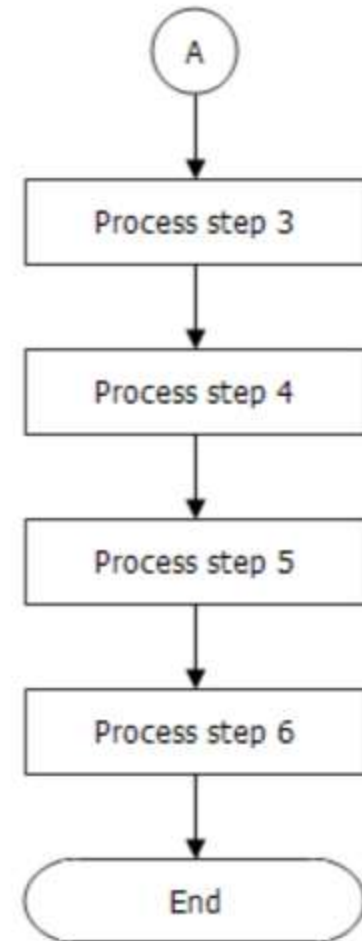 A
Process step 3
Process step 4
Process step 5
Process step 6
End